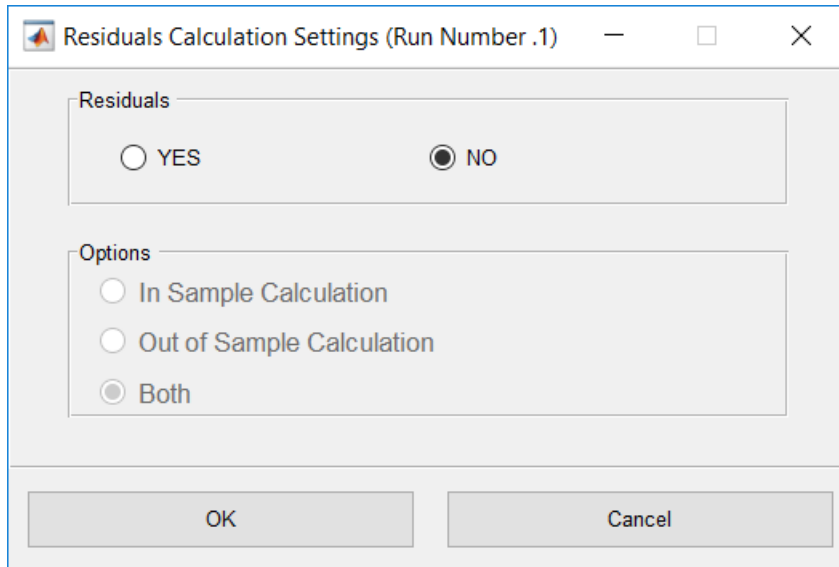 Residuals Calculation Settings (Run Number .1)
Residuals
YES NO
Options
In Sample Calculation
Out of Sample Calculation
Both
OK Cancel